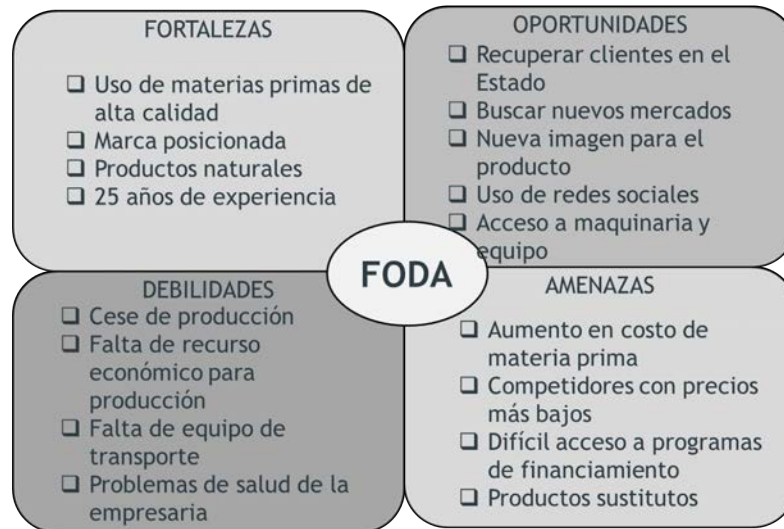 FORTALEZAS
❑ Uso de materias primas de
alta calidad
❑ Marca posicionada
❑ Productos naturales
❑ 25 años de experiencia
OPORTUNIDADES
❑ Recuperar clientes en el
Estado
❑ Buscar nuevos mercados
❑ Nueva imagen para el
producto
❑ Uso de redes sociales
❑ Acceso a maquinaria y
equipo
FODA
DEBILIDADES
❑ Cese de producción
❑ Falta de recurso
económico para
producción
❑ Falta de equipo de
transporte
❑ Problemas de salud de la
empresaria
AMENAZAS
❑ Aumento en costo de
materia prima
❑ Competidores con precios
más bajos
❑ Difícil acceso a programas
de financiamiento
❑ Productos sustitutos